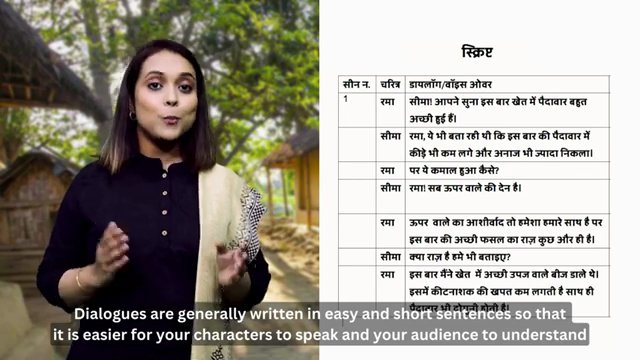 स्क्रिप्ट
सीन न. चरित्र डायलॉग/वॉइस ओवर
1 रमा सीमा! आपने सुना इस बार खेत में पैदावार बहुत
अच्छी हुई हैं।
सीमा रमा, ये भी बता रही थी कि इस बार की पैदावार में
कीड़े भी कम लगे और अनाज भी ज्यादा निकला।
रमा पर ये कमाल हुआ कैसे?
सीमा रमा! सब ऊपर वाले की देन है।
रमा ऊपर वाले का आशीर्वाद तो हमेशा हमारे साथ है पर
इस बार की अच्छी फसल का राज़ कुछ और ही है।
सीमा क्या राज़ है हमे भी बताइए?
रमा इस बार मैंने खेत में अच्छी उपज वाले बीज डाले थे।
इसमें कीटनाशक की खपत कम लगती है साथ ही
पैदावार भी दोगुनी होती है।
Dialogues are generally written in easy and short sentences so that
it is easier for your characters to speak and your audience to understand